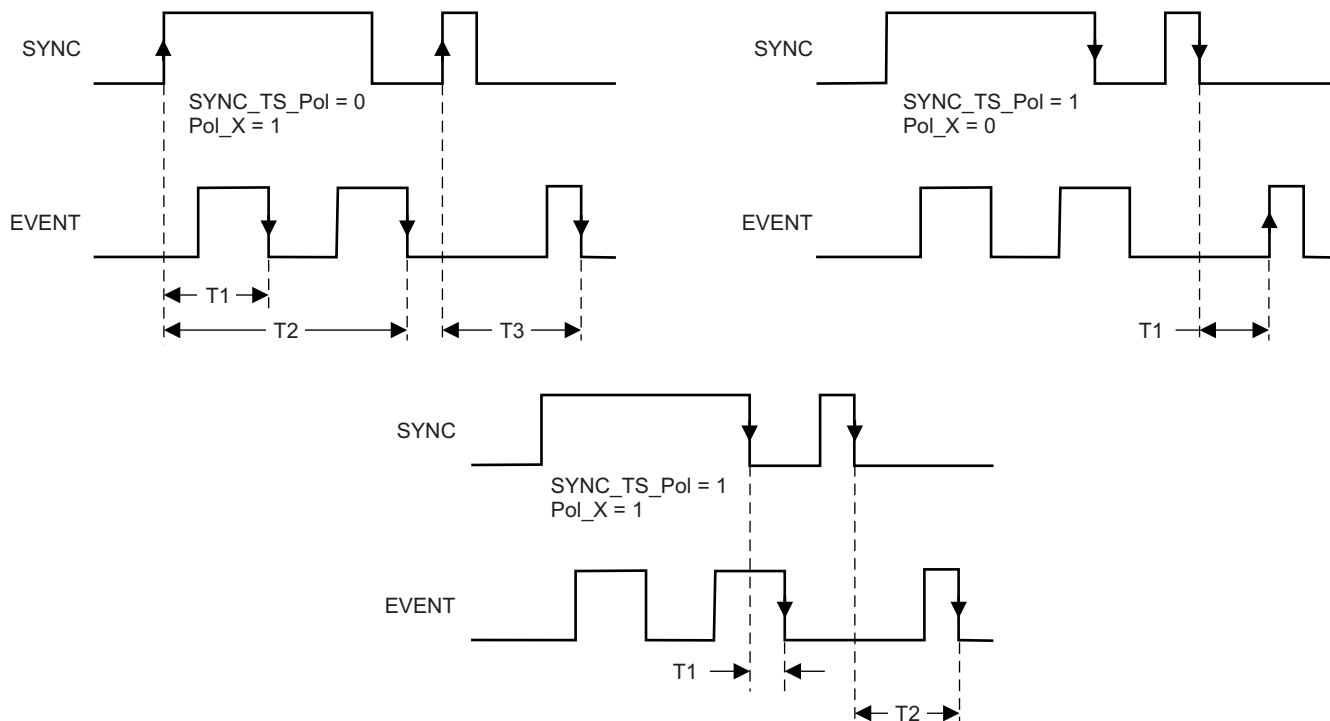 SYNC
SYNC_TS_Pol = 0
Pol_X = 1
EVENT
T1
T2
T3
SYNC
SYNC_TS_Pol = 1
Pol_X = 0
EVENT
T1
SYNC
SYNC_TS_Pol = 1
Pol_X = 1
EVENT
T1
T2